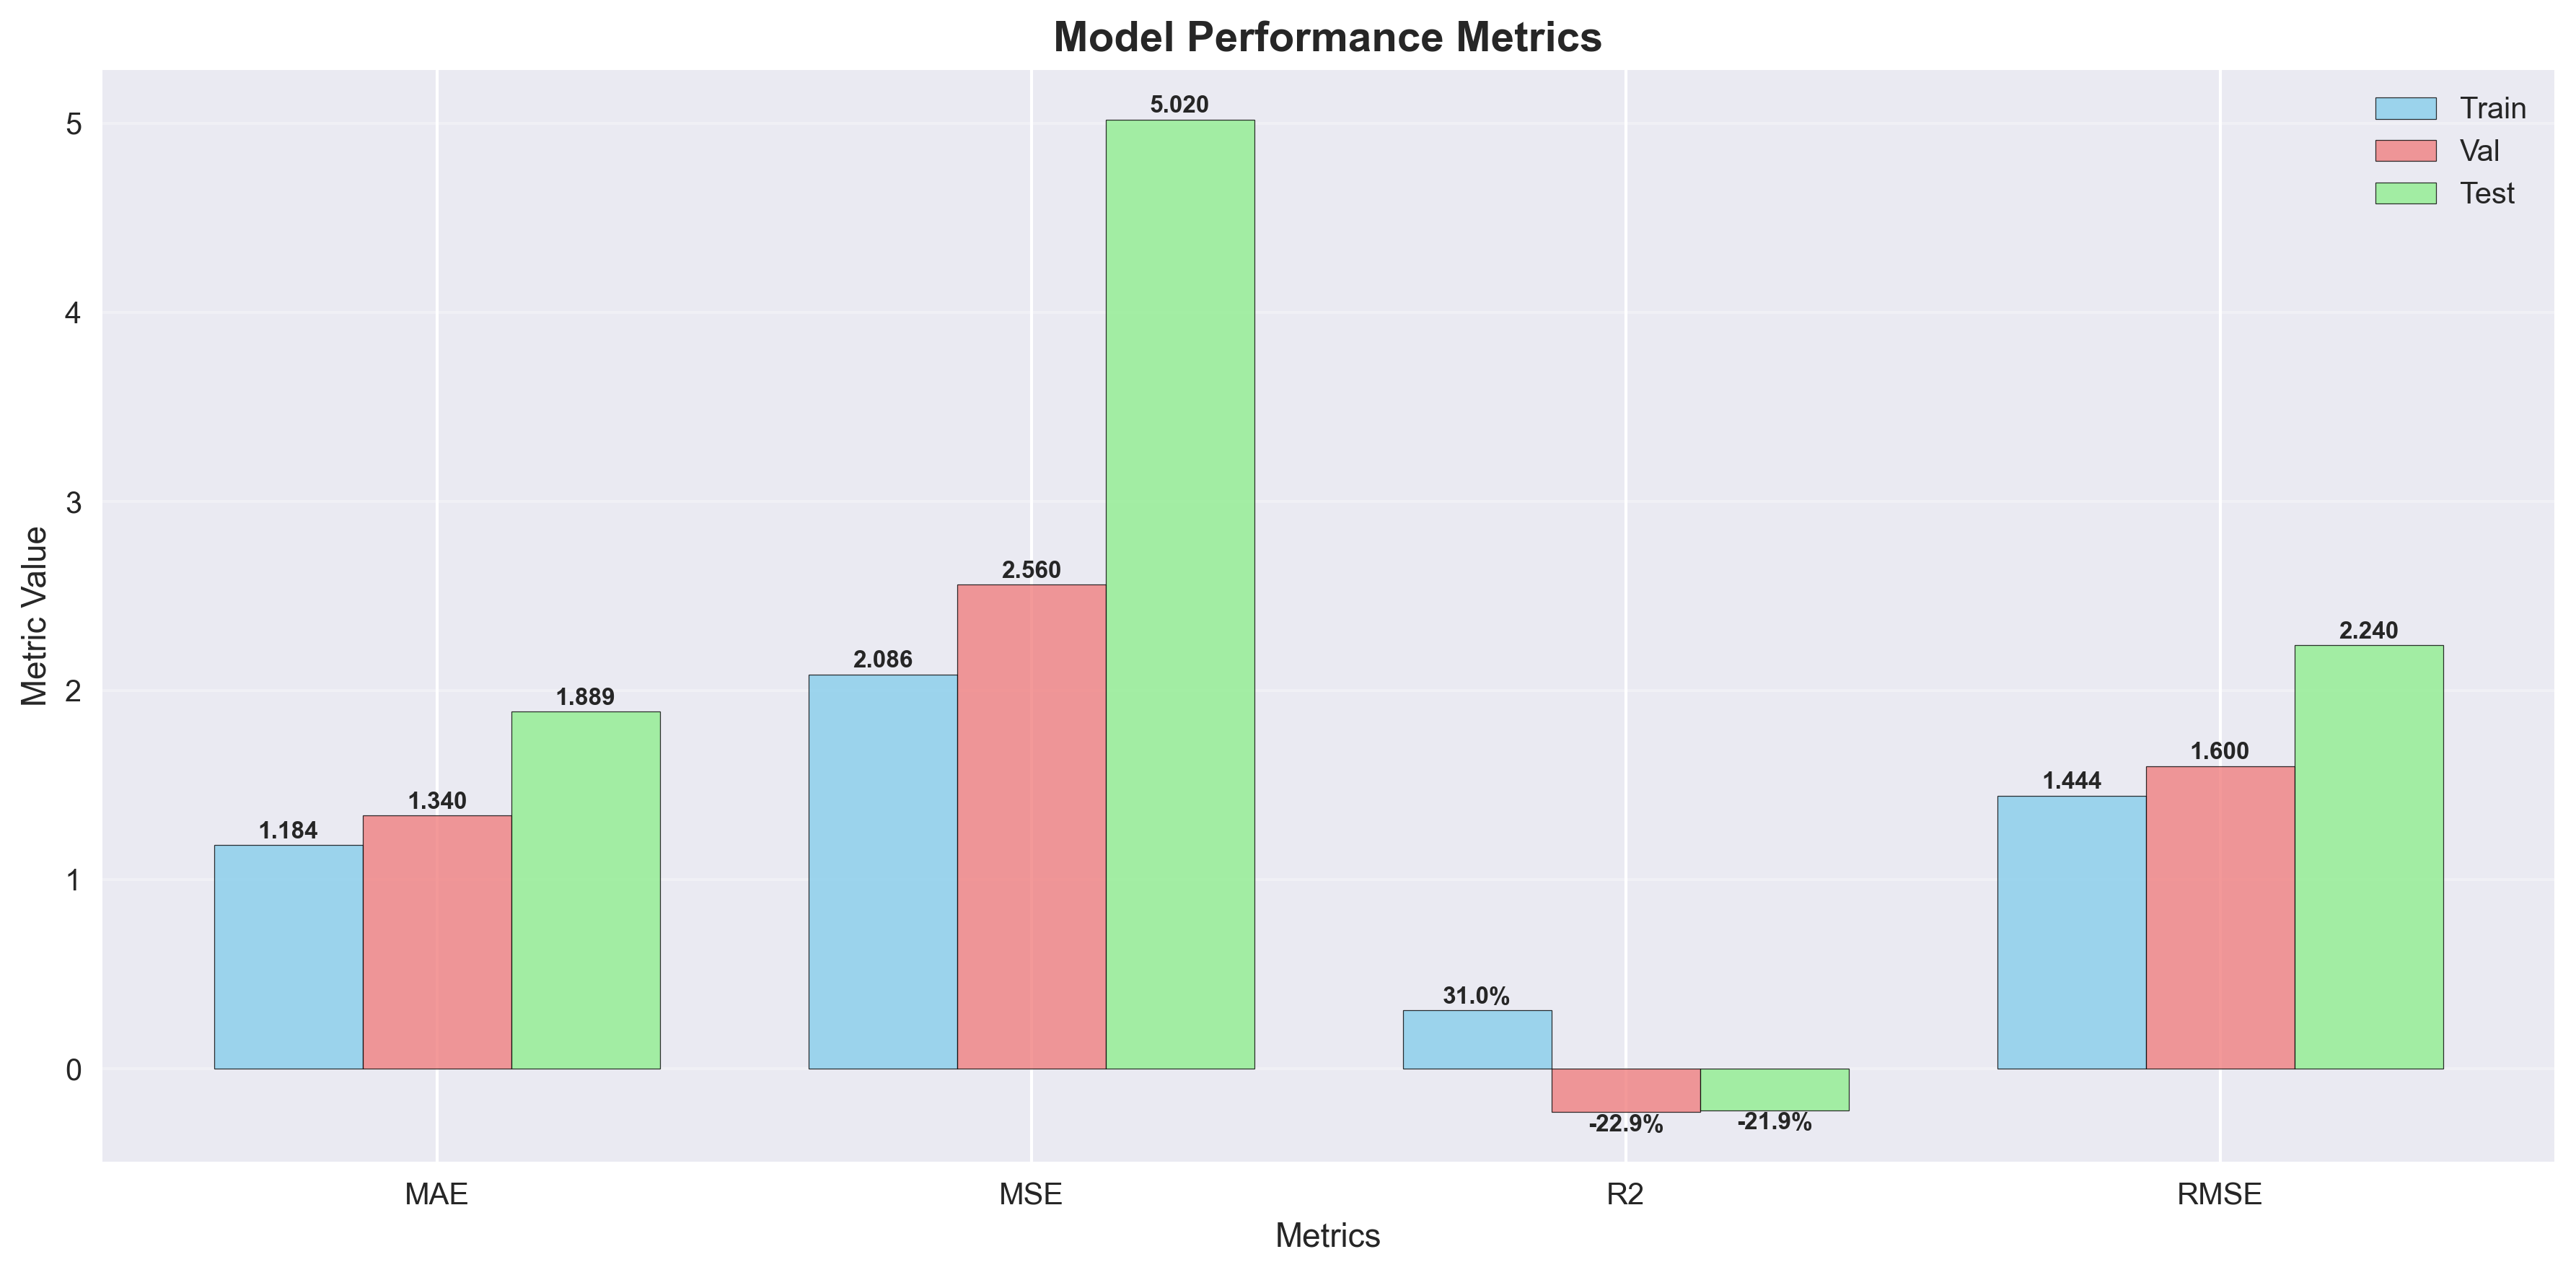 Model Performance Metrics
Metric Value
5
4
3
2
1
0
Train
Val
Test
1.184
1.340
1.889
2.086
2.560
5.020
31.0%
-22.9%
-21.9%
1.444
1.600
2.240
MAE
MSE
R2
RMSE
Metrics